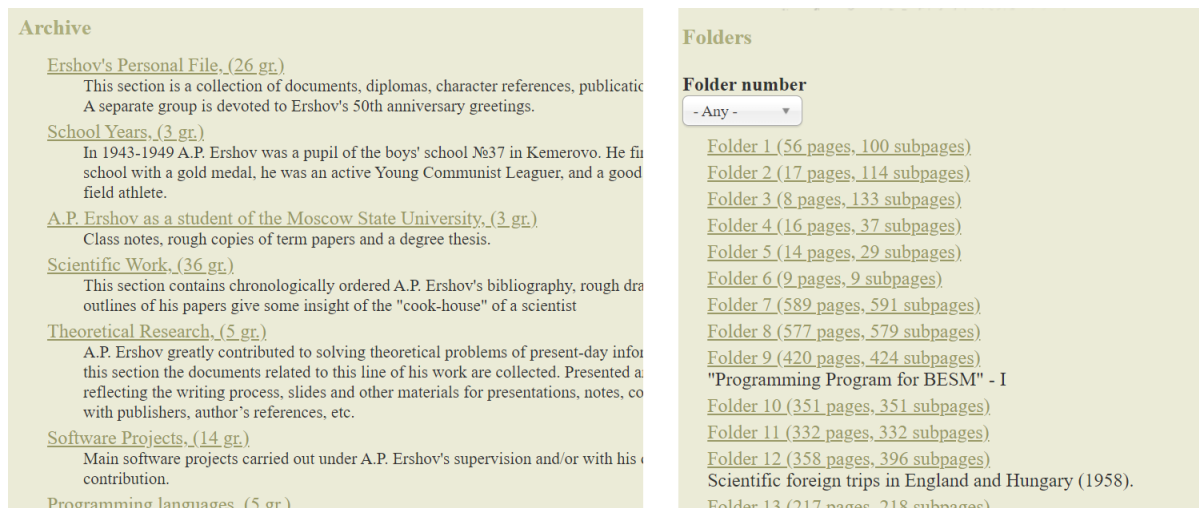 Archive
Ershov's Personal File, (26 gr.)
This section is a collection of documents, diplomas, character references,
A separate group is devoted to Ershov's 50th anniversary greetings.
School Years, (3 gr.)
In 1943-1949 A.P. Ershov was a pupil of the boys' school №37 in Kemerovo. He
school with a gold medal, he was an active Young Communist Leaguer, and a good
field athlete.
A.P. Ershov as a student of the Moscow State University, (3 gr.)
Class notes, rough copies of term papers and a degree thesis.
Scientific Work, (36 gr.)
This section contains chronologically ordered A.P. Ershov's bibliography, rough
outlines of his papers give some insight of the "cook-house" of a scientist
Theoretical Research, (5 gr.)
A.P. Ershov greatly contributed to solving theoretical problems of present-day
this section the documents related to this line of his work are collected. Presented
reflecting the writing process, slides and other materials for presentations, notes,
with publishers, author’s references, etc.
Software Projects, (14 gr.)
Main software projects carried out under A.P. Ershov's supervision and/or with his
contribution.
Programming languages, (5 gr.)
Folders
Folder number
- Any -
Folder 1 (56 pages, 100 subpages)
Folder 2 (17 pages, 114 subpages)
Folder 3 (8 pages, 133 subpages)
Folder 4 (16 pages, 37 subpages)
Folder 5 (14 pages, 29 subpages)
Folder 6 (9 pages, 9 subpages)
Folder 7 (589 pages, 591 subpages)
Folder 8 (577 pages, 579 subpages)
Folder 9 (420 pages, 424 subpages)
"Programming Program for BESM" - I
Folder 10 (351 pages, 351 subpages)
Folder 11 (332 pages, 332 subpages)
Folder 12 (358 pages, 396 subpages)
Scientific foreign trips in England and Hungary (1958).
Folder 13 (217 pages, 218 subpages)